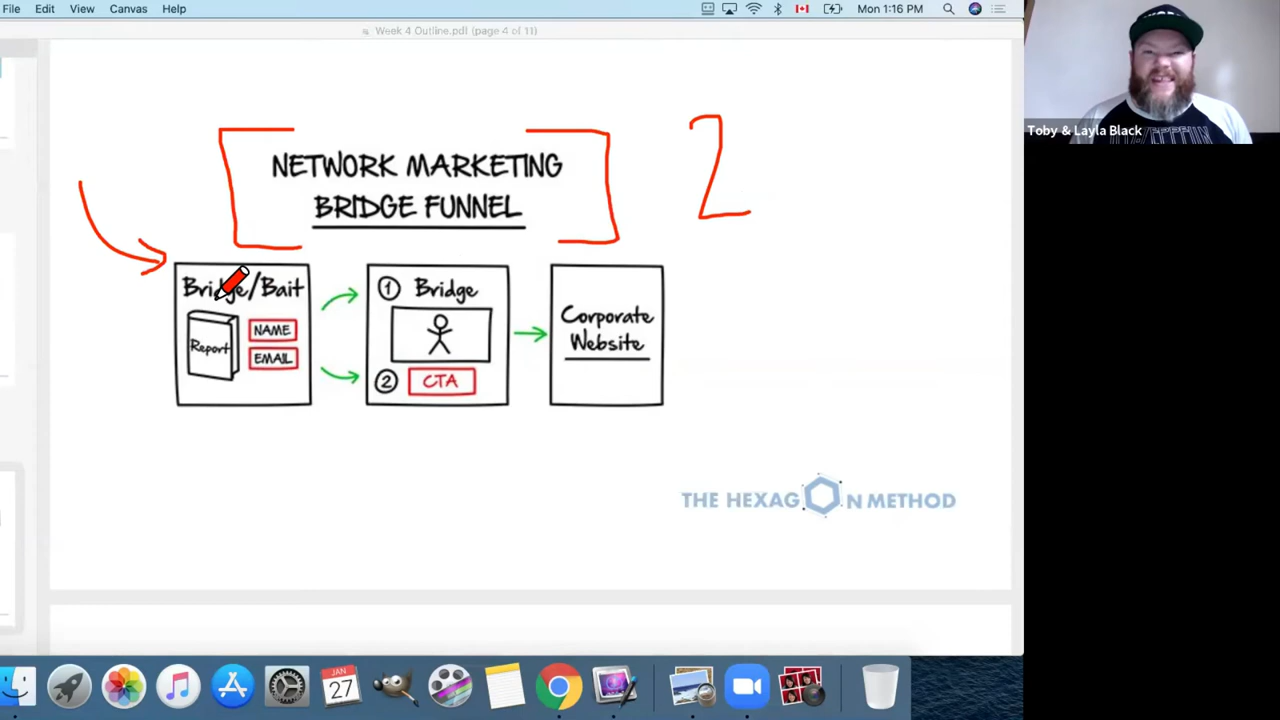 File Edit View Canvas Help
Mon 1:16 PM
Week 4 Outline.pdf (page 4 of 11)
NETWORK MARKETING
BRIDGE FUNNEL
2
Bridge/Bait
Report
NAME
EMAIL
1 Bridge
2 CTA
Corporate
Website
THE HEXAGON METHOD
JAN
27
Toby & Layla Black